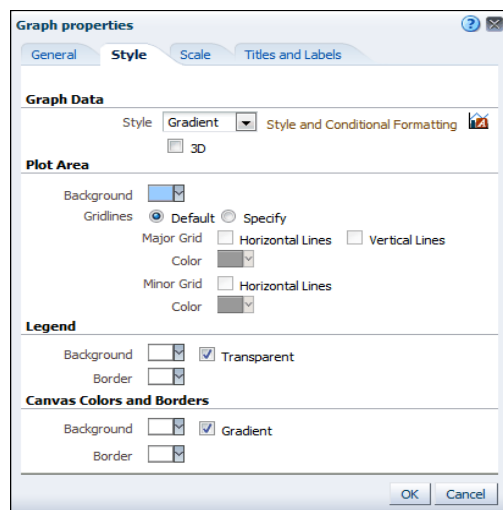 Graph properties
General Style Scale Titles and Labels
Graph Data
Style Gradient Style and Conditional Formatting
3D
Plot Area
Background
Gridlines Default Specify
Major Grid Horizontal Lines Vertical Lines
Color
Minor Grid Horizontal Lines
Color
Legend
Background Transparent
Border
Canvas Colors and Borders
Background Gradient
Border
OK Cancel